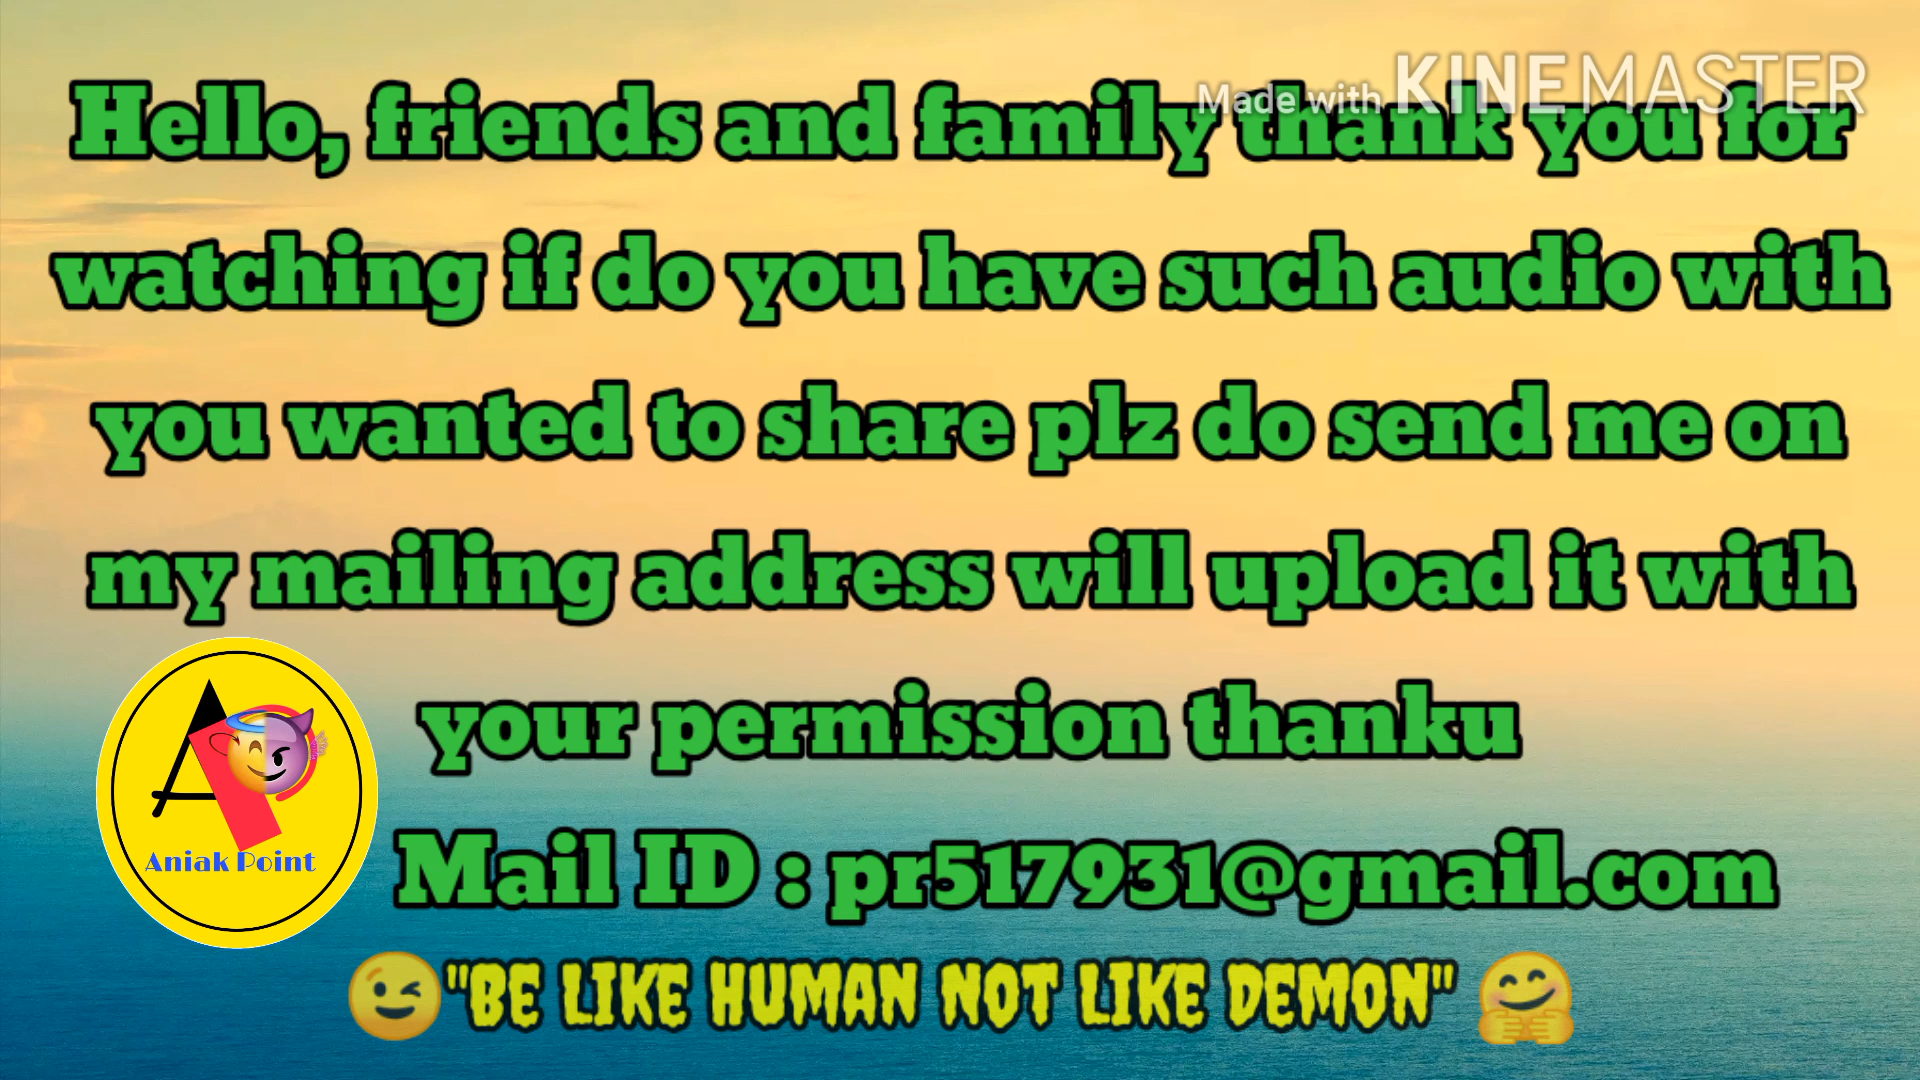 Made with KINEMASTER
Hello, friends and family thank you for
watching if do you have such audio with
you wanted to share plz do send me on
my mailing address will upload it with
your permission thanku
Aniak Point
Mail ID : pr517931@gmail.com
😉"BE LIKE HUMAN NOT LIKE DEMON" 🤗